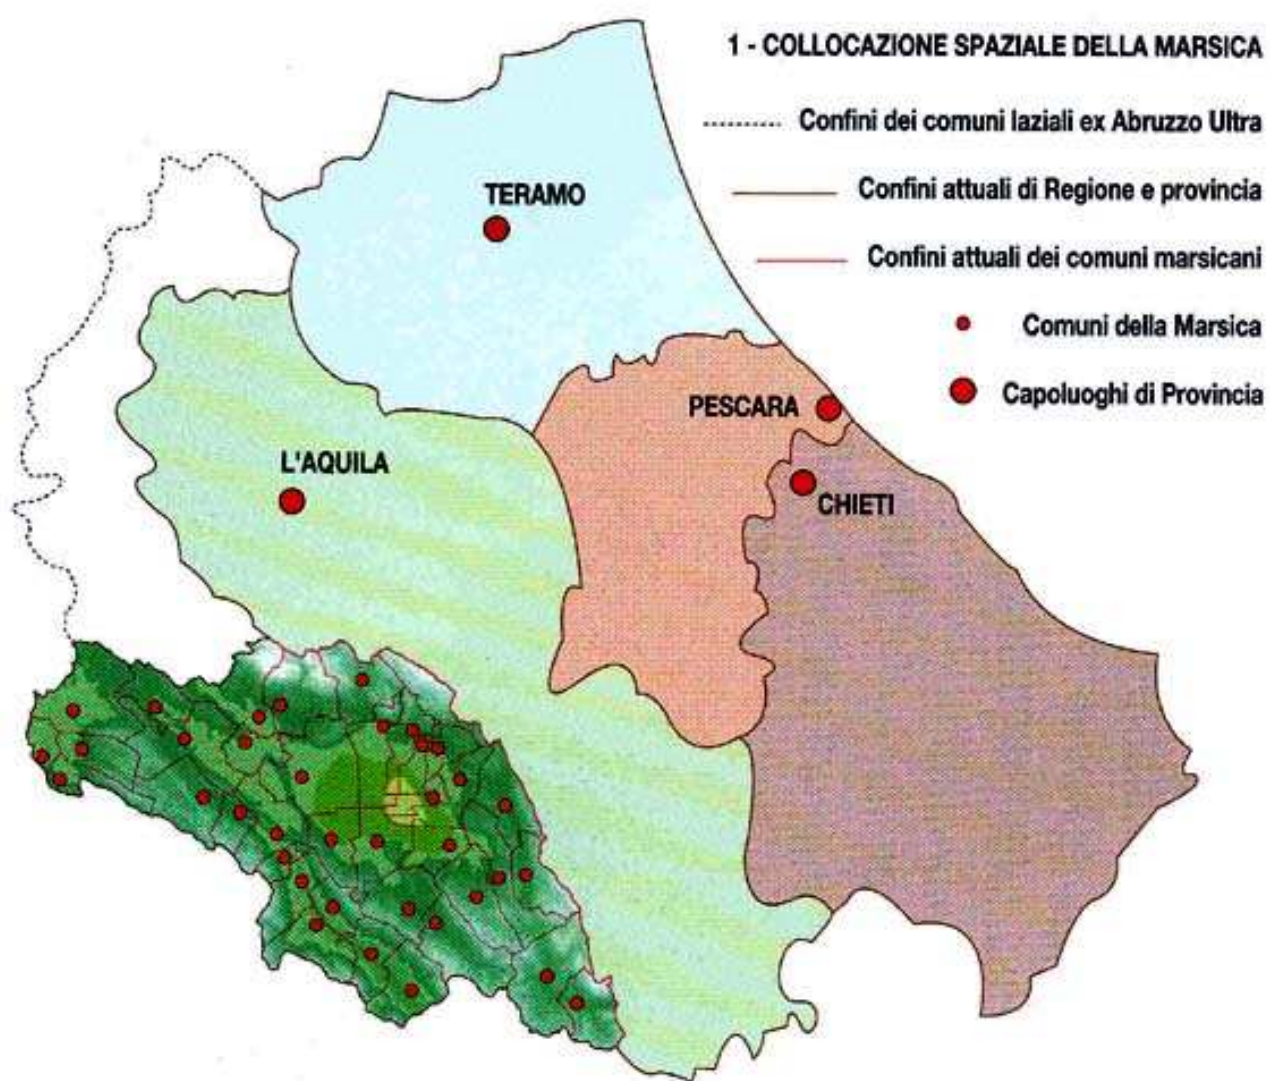 1 - COLLOCAZIONE SPAZIALE DELLA MARSICA
Confini dei comuni laziali ex Abruzzo Ultra
Confini attuali di Regione e provincia
Confini attuali dei comuni marsicani
Comuni della Marsica
Capoluoghi di Provincia
TERAMO
PESCARA
L'AQUILA
CHIETI